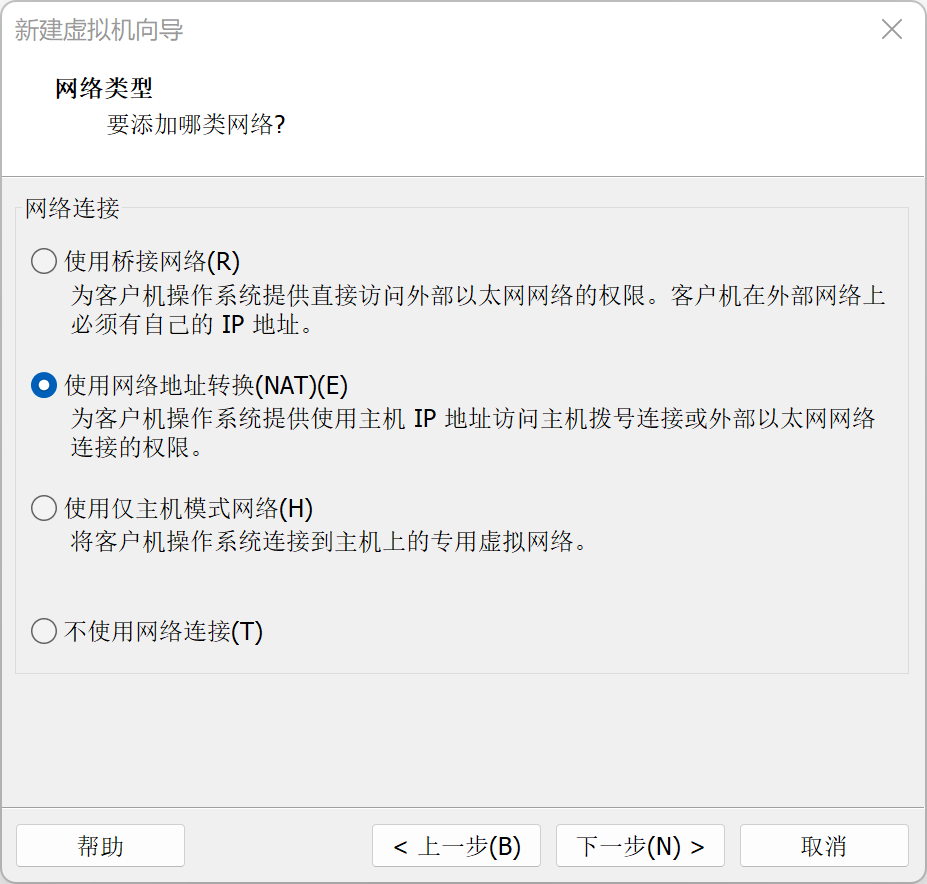 新建虚拟机向导
网络类型
要添加哪类网络?
网络连接
使用桥接网络(R)
为客户机操作系统提供直接访问外部以太网网络的权限。客户机在外部网络上
必须有自己的 IP 地址。
使用网络地址转换(NAT)(E)
为客户机操作系统提供使用主机 IP 地址访问主机拨号连接或外部以太网网络
连接的权限。
使用仅主机模式网络(H)
将客户机操作系统连接到主机上的专用虚拟网络。
不使用网络连接(T)
帮助
< 上一步(B)
下一步(N) >
取消